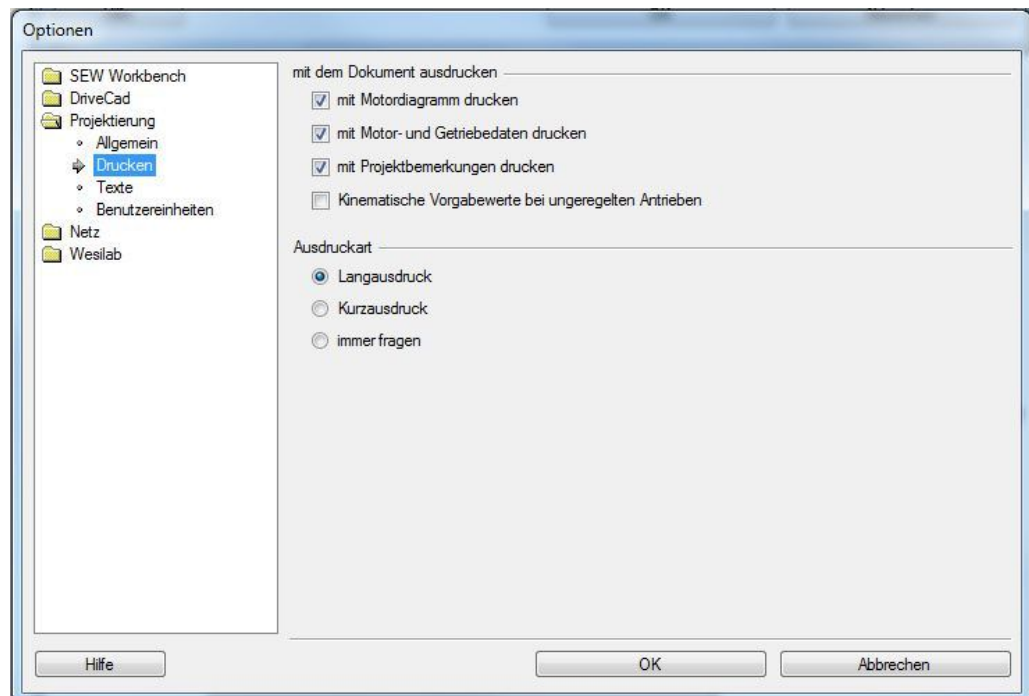 Optionen
SEW Workbench
DriveCad
Projektierung
Allgemein
Drucken
Texte
Benutzereinheiten
Netz
Wesilab
mit dem Dokument ausdrucken
mit Motordiagramm drucken
mit Motor- und Getriebedaten drucken
mit Projektbemerkungen drucken
Kinematische Vorgabewerte bei ungeregelten Antrieben
Ausdruckart
Langausdruck
Kurzausdruck
immer fragen
Hilfe
OK
Abbrechen